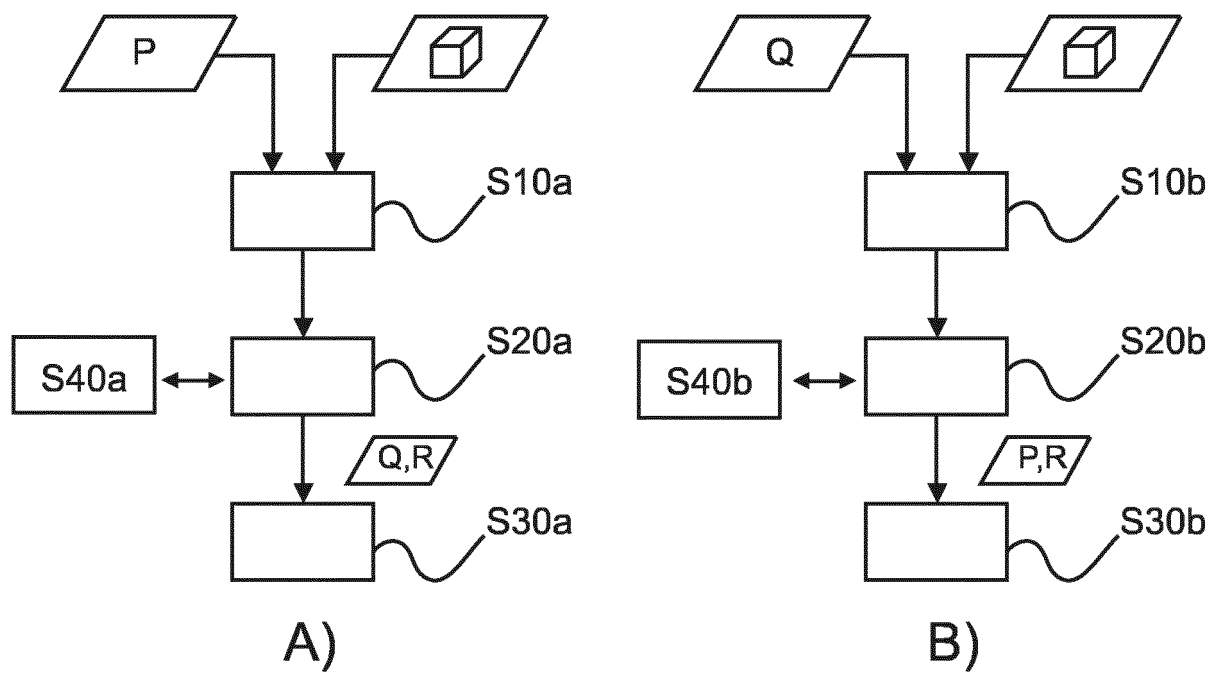 P
S10a
S20a
S40a
Q,R
S30a
A)
Q
S10b
S20b
S40b
P,R
S30b
B)